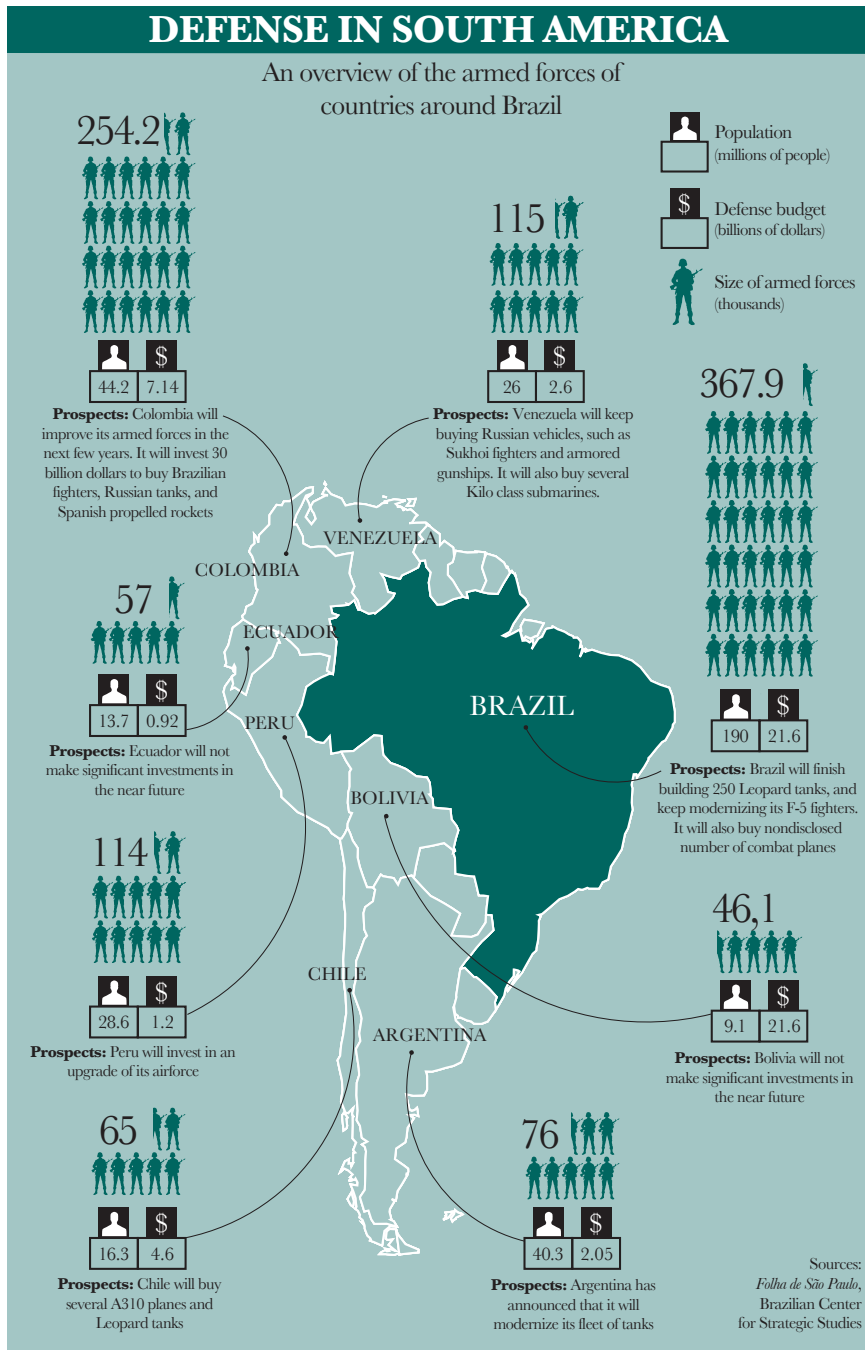 DEFENSE IN SOUTH AMERICA
An overview of the armed forces of
countries around Brazil
Population
(millions of people)
$
Defense budget
(billions of dollars)
Size of armed forces
(thousands)
254.2
$
44.2 7.14
Prospects: Colombia will
improve its armed forces in the
next few years. It will invest 30
billion dollars to buy Brazilian
fighters, Russian tanks, and
Spanish propelled rockets
115
$
26 2.6
Prospects: Venezuela will keep
buying Russian vehicles, such as
Sukhoi fighters and armored
gunships. It will also buy several
Kilo class submarines.
367.9
$
190 21.6
Prospects: Brazil will finish
building 250 Leopard tanks, and
keep modernizing its F-5 fighters.
It will also buy nondisclosed
number of combat planes
57
$
13.7 0.92
Prospects: Ecuador will not
make significant investments in
the near future
VENEZUELA
COLOMBIA
ECUADOR
PERU
BRAZIL
BOLIVIA
CHILE
ARGENTINA
114
$
28.6 1.2
Prospects: Peru will invest in an
upgrade of its airforce
46,1
$
9.1 21.6
Prospects: Bolivia will not
make significant investments in
the near future
65
$
16.3 4.6
Prospects: Chile will buy
several A310 planes and
Leopard tanks
76
$
40.3 2.05
Prospects: Argentina has
announced that it will
modernize its fleet of tanks
Sources:
Folha de São Paulo,
Brazilian Center
for Strategic Studies